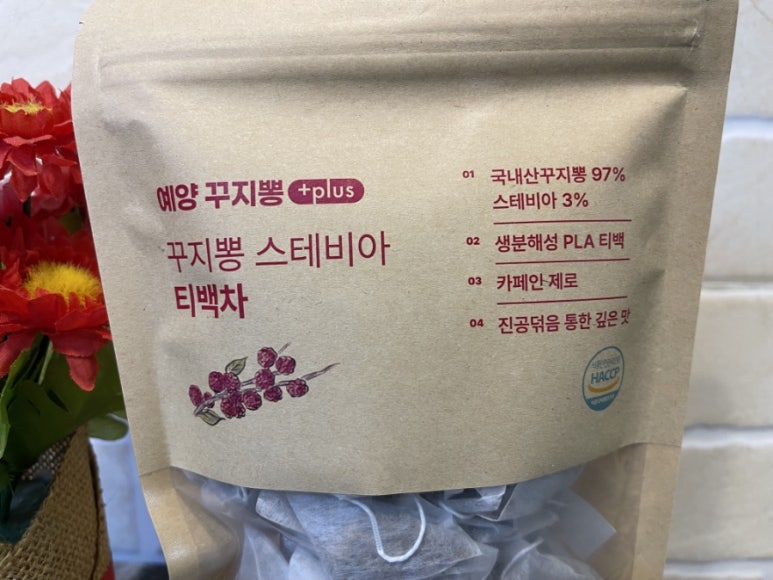 예양 꾸지뽕 +plus
꾸지뽕 스테비아
티백차
01 국내산꾸지뽕 97%
스테비아 3%
02 생분해성 PLA 티백
03 카페인 제로
04 진공덖음 통한 깊은 맛
HACCP